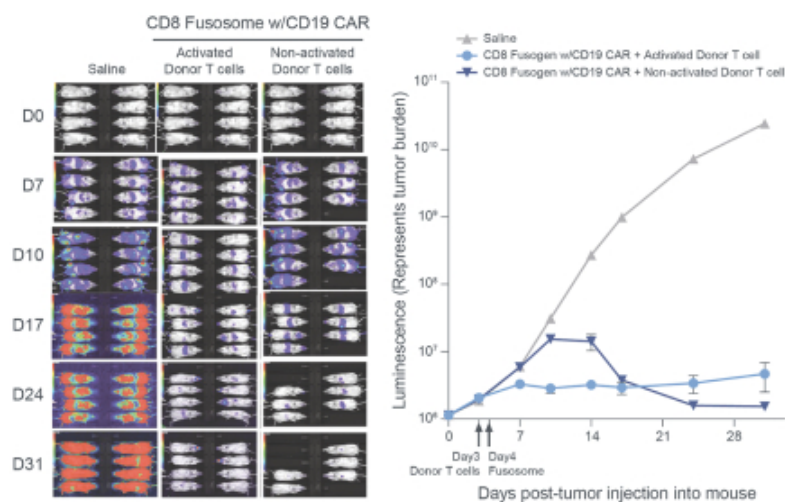 CD8 Fusosome w/CD19 CAR
Saline
Activated
Donor T cells
Non-activated
Donor T cells
D0
D7
D10
D17
D24
D31
Saline
CD8 Fusogen w/CD19 CAR + Activated Donor T cell
CD8 Fusogen w/CD19 CAR + Non-activated Donor T cell
Luminescence (Represents tumor burden)
10¹¹
10¹⁰
10⁹
10⁸
10⁷
10⁶
0 7 14 21 28
Day3
Donor T cells
Day4
Fusosome
Days post-tumor injection into mouse